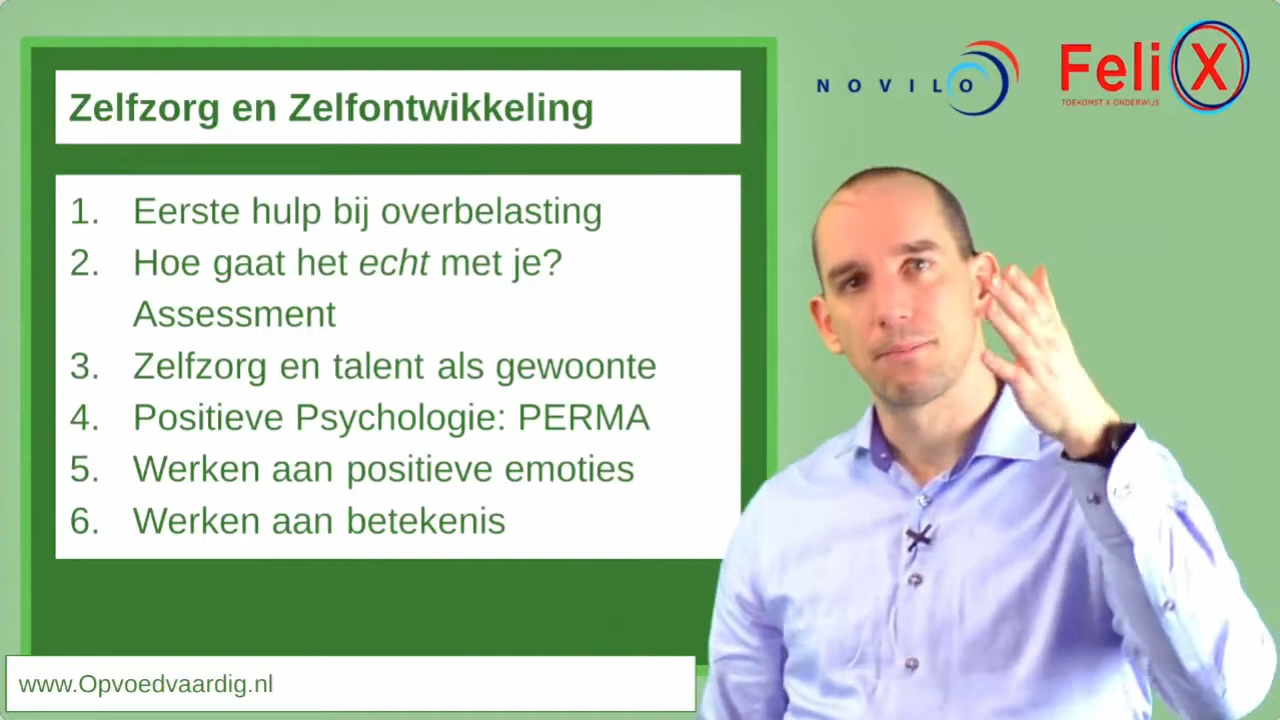 Zelfzorg en Zelfontwikkeling
1. Eerste hulp bij overbelasting
2. Hoe gaat het echt met je?
Assessment
3. Zelfzorg en talent als gewoonte
4. Positieve Psychologie: PERMA
5. Werken aan positieve emoties
6. Werken aan betekenis
www.Opvoedvaardig.nl
NOVILO
FeliX
TOEKOMST X ONDERWIJS